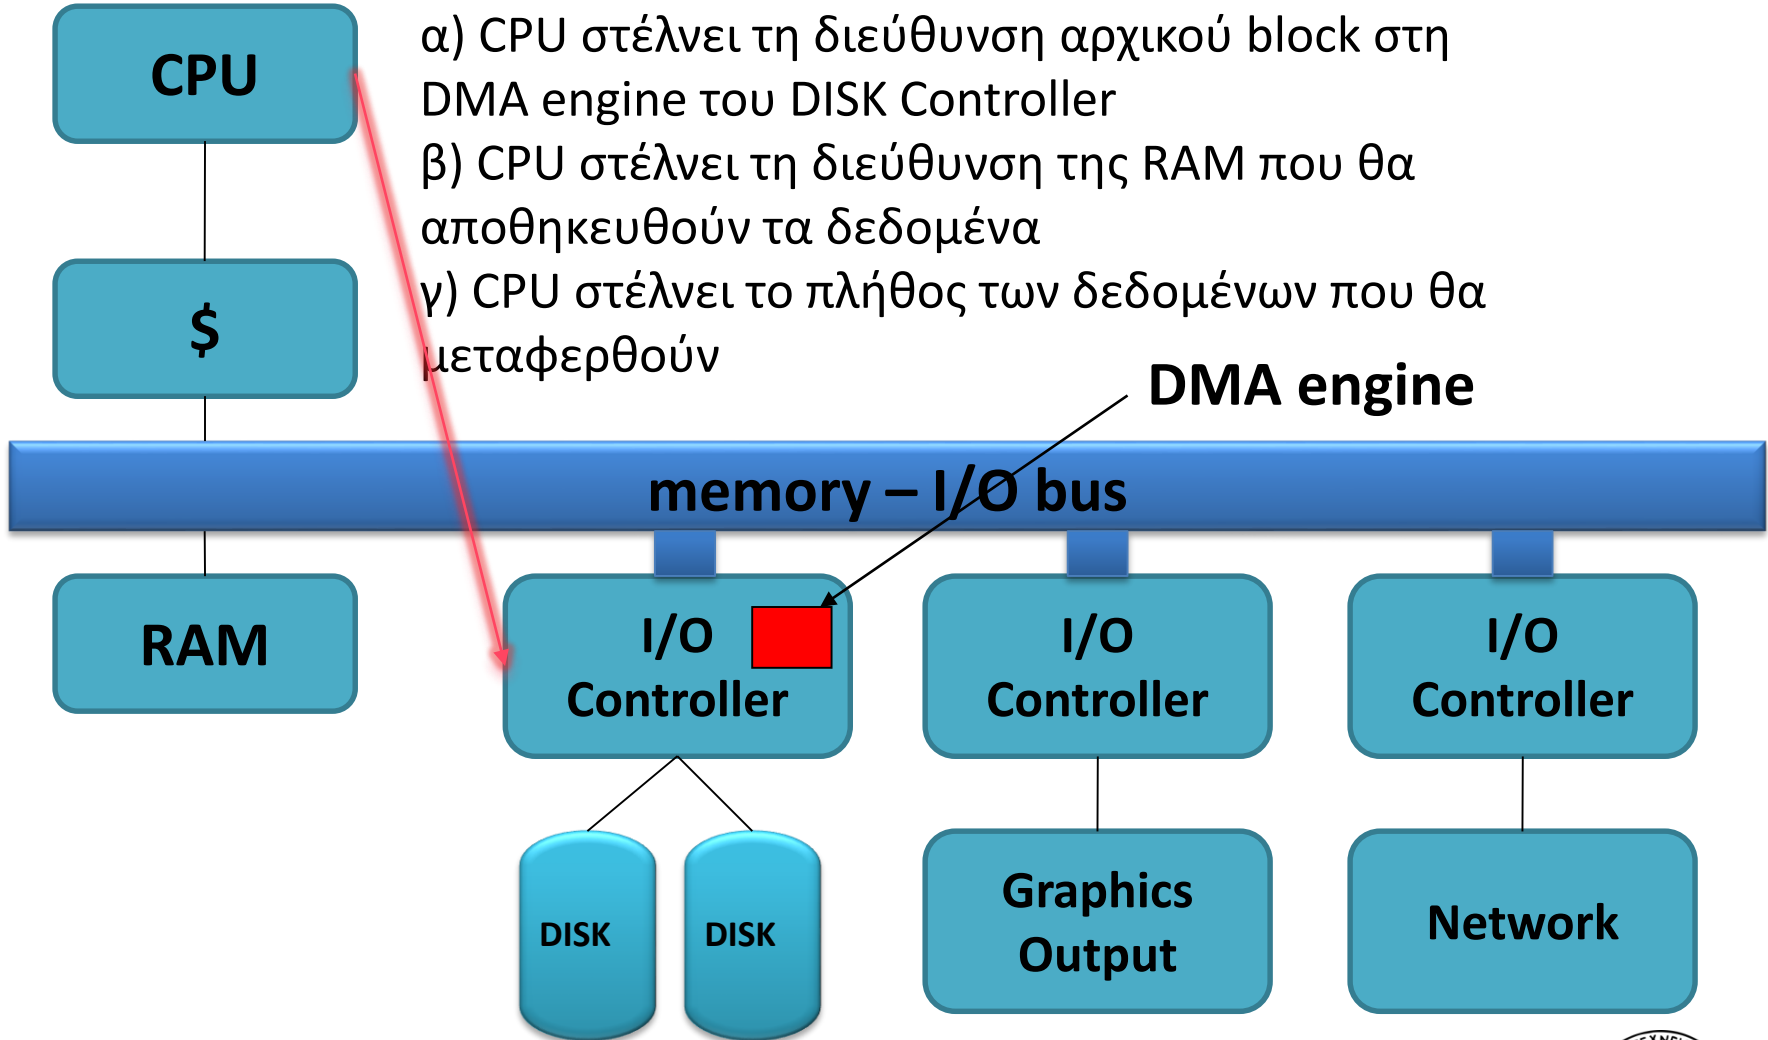 CPU
α) CPU στέλνει τη διεύθυνση αρχικού block στη
DMA engine του DISK Controller
β) CPU στέλνει τη διεύθυνση της RAM που θα
αποθηκευθούν τα δεδομένα
γ) CPU στέλνει το πλήθος των δεδομένων που θα
μεταφερθούν
$
DMA engine
memory – I/O bus
RAM
I/O
Controller
I/O
Controller
I/O
Controller
DISK
DISK
Graphics
Output
Network